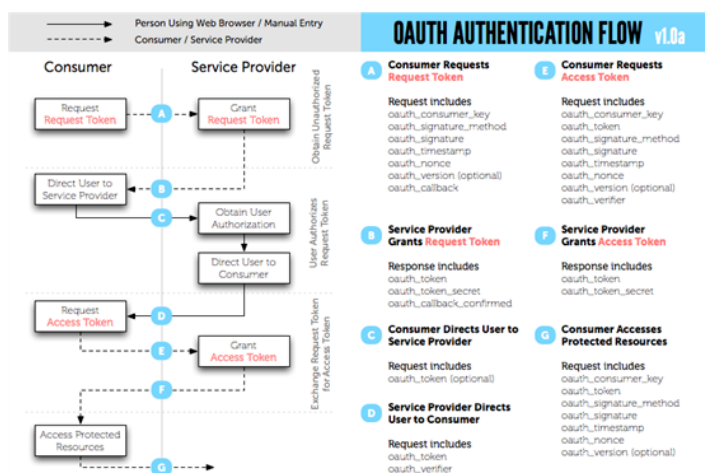 Person Using Web Browser / Manual Entry
Consumer / Service Provider
OAUTH AUTHENTICATION FLOW v1.0a
Consumer
Service Provider
Request
Request Token
A
Grant
Request Token
Obtain Unauthorized
Request Token
Direct User to
Service Provider
B
C
Obtain User
Authorization
Direct User to
Consumer
User Authorizes
Request Token
Request
Access Token
D
E
Grant
Access Token
F
Exchange Request Token
for Access Token
Access Protected
Resources
G
A
Consumer Requests
Request Token
Request includes
oauth_consumer_key
oauth_signature_method
oauth_signature
oauth_timestamp
oauth_nonce
oauth_version (optional)
oauth_callback
B
Service Provider
Grants Request Token
Response includes
oauth_token
oauth_token_secret
oauth_callback_confirmed
C
Consumer Directs User to
Service Provider
Request includes
oauth_token (optional)
D
Service Provider Directs
User to Consumer
Request includes
oauth_token
oauth_verifier
E
Consumer Requests
Access Token
Request includes
oauth_consumer_key
oauth_token
oauth_signature_method
oauth_signature
oauth_timestamp
oauth_nonce
oauth_version (optional)
oauth_verifier
F
Service Provider
Grants Access Token
Response includes
oauth_token
oauth_token_secret
G
Consumer Accesses
Protected Resources
Request includes
oauth_consumer_key
oauth_token
oauth_signature_method
oauth_signature
oauth_timestamp
oauth_nonce
oauth_version (optional)